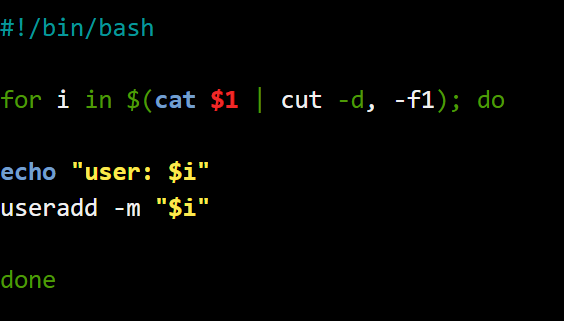 #!/bin/bash
for i in $(cat $1 | cut -d, -f1); do
echo "user: $i"
useradd -m "$i"
done